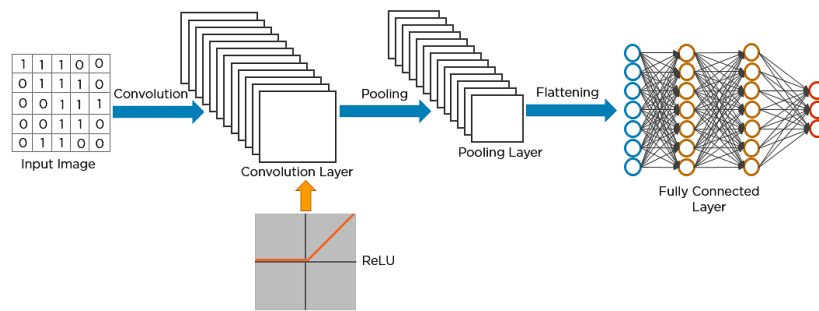 1 1 1 0 0
0 1 1 1 0
0 0 1 1 1
0 0 1 1 0
0 1 1 0 0
Input Image
Convolution
Convolution Layer
ReLU
Pooling
Pooling Layer
Flattening
Fully Connected
Layer